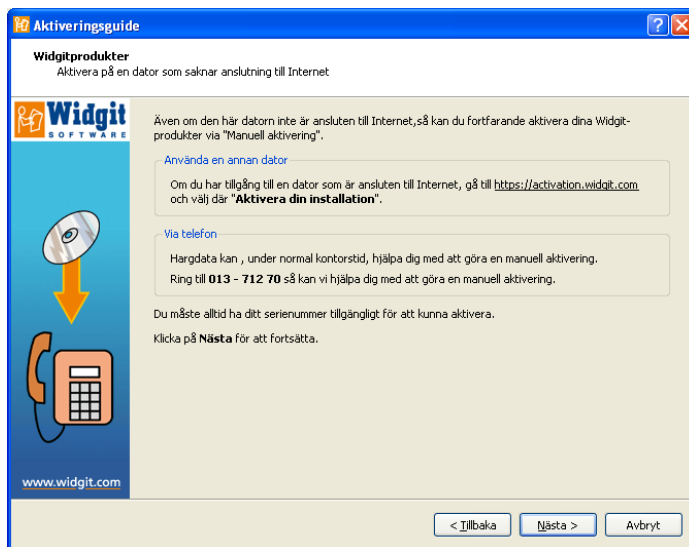 Aktiveringsguide
Widgitprodukter
Aktivera på en dator som saknar anslutning till Internet
Widgit
SOFTWARE
Även om den här datorn inte är ansluten till Internet,så kan du fortfarande aktivera dina Widgit-
produkter via "Manuell aktivering".
Använda en annan dator
Om du har tillgång till en dator som är ansluten till Internet, gå till https://activation.widgit.com
och välj där "Aktivera din installation".
Via telefon
Hargdata kan , under normal kontorstid, hjälpa dig med att göra en manuell aktivering.
Ring till 013 - 712 70 så kan vi hjälpa dig med att göra en manuell aktivering.
Du måste alltid ha ditt serienummer tillgängligt för att kunna aktivera.
Klicka på Nästa för att fortsätta.
www.widgit.com
< Tillbaka
Nästa >
Avbryt